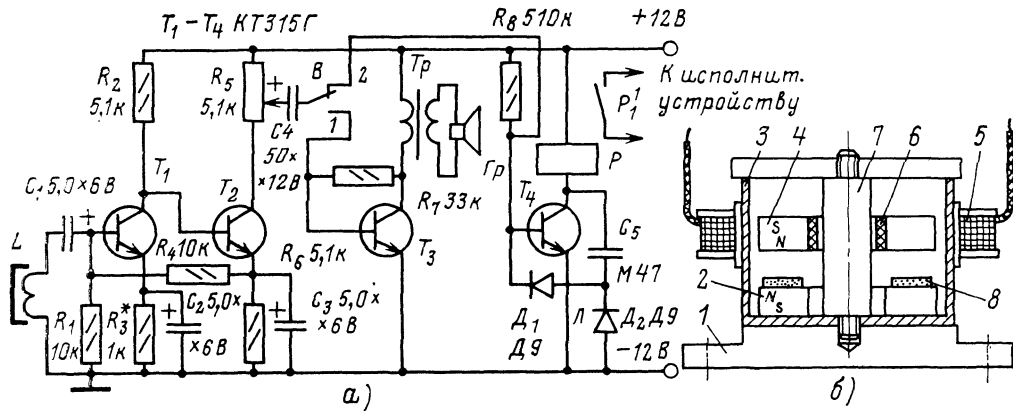 T₁ – T₄ КТ315Г
R₈ 510к
+12В
R₂
5,1к
R₅
5,1к
+
В
2
1
C4
50×
×12В
Тр
Гр
К исполнит.
устройству
P₁¹
P
T₁
T₂
T₃
T₄
C₁ 5,0×6В
+
L
R₄ 10к
R₆ 5,1к
R₇ 33к
C₅
М47
R₁
10к
R₃*
1к
+
C₂ 5,0×
×6В
+
C₃ 5,0×
×6В
Д₁
Д9
Л
Д₂ Д9
–12В
а)
3
4
7
6
5
S
N
2
N
S
8
1
б)